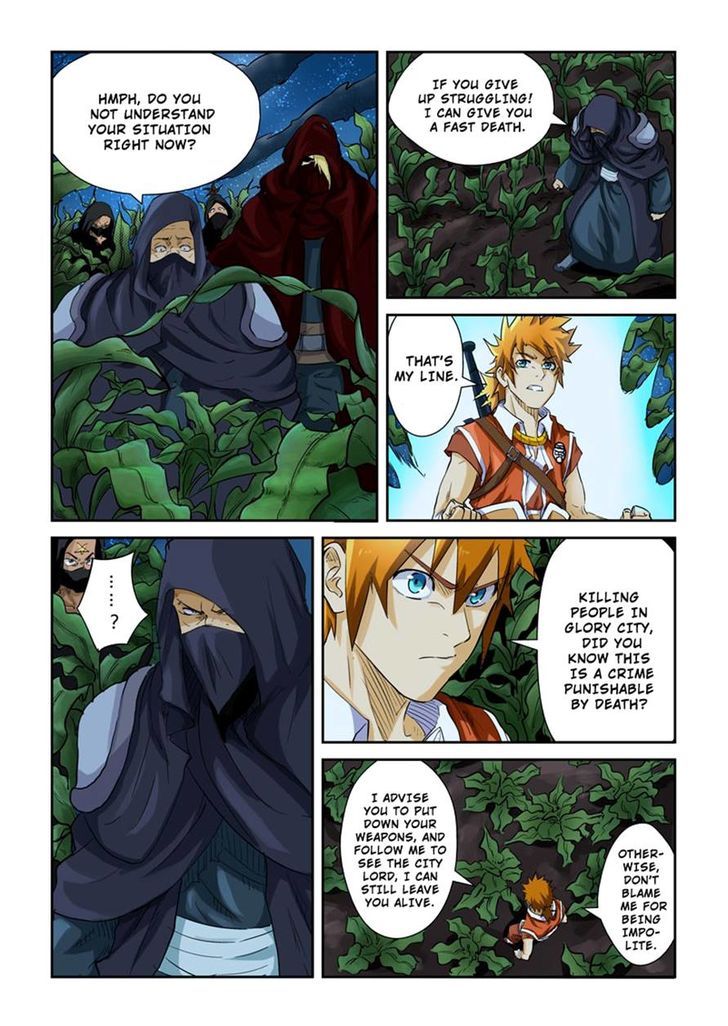 HMPH, DO YOU
NOT UNDERSTAND
YOUR SITUATION
RIGHT NOW?
IF YOU GIVE
UP STRUGGLING!
I CAN GIVE YOU
A FAST DEATH.
THAT'S
MY LINE.
......?
KILLING
PEOPLE IN
GLORY CITY,
DID YOU
KNOW THIS
IS A CRIME
PUNISHABLE
BY DEATH?
I ADVISE
YOU TO PUT
DOWN YOUR
WEAPONS, AND
FOLLOW ME TO
SEE THE CITY
LORD, I CAN
STILL LEAVE
YOU ALIVE.
OTHER-
WISE,
DON'T
BLAME
ME FOR
BEING
IMPO-
LITE.